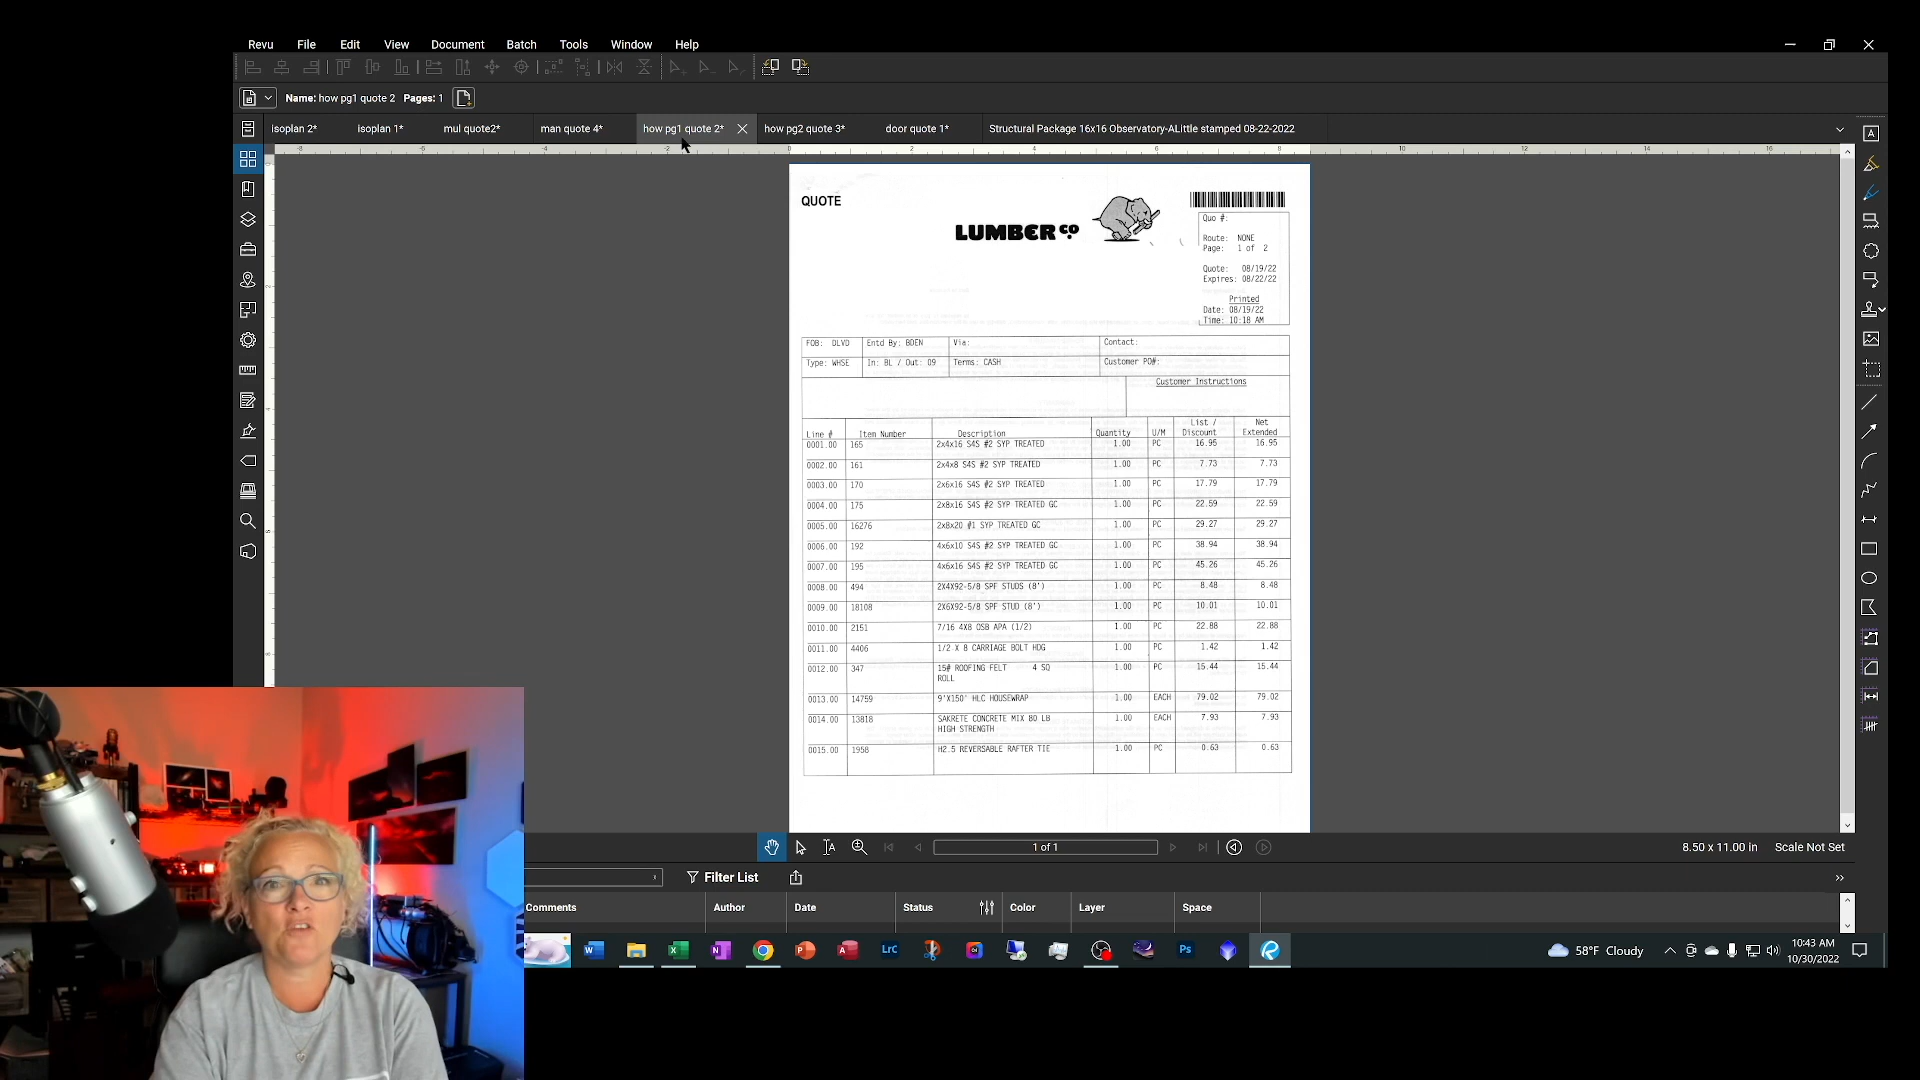 Revu File Edit View Document Batch Tools Window Help
Name: how pg1 quote 2 Pages: 1
isoplan 2* isoplan 1* mul quote2* man quote 4* how pg1 quote 2* how pg2 quote 3* door quote 1* Structural Package 16x16 Observatory-ALittle stamped 08-22-2022
QUOTE
LUMBER CO
Quo #:
Route: NONE
Page: 1 of 2
Quote: 08/19/22
Expires: 08/22/22
Printed
Date: 08/19/22
Time: 10:18 AM
FOB: DLVD Entd By: BDEN Via: Contact:
Type: WHSE In: BL / Out: 09 Terms: CASH Customer PO#:
Customer Instructions
Line # Item Number Description Quantity U/M List / Discount Net Extended
0001.00 165 2x4x16 S4S #2 SYP TREATED 1.00 PC 16.95 16.95
0002.00 161 2x4x8 S4S #2 SYP TREATED 1.00 PC 7.73 7.73
0003.00 170 2x6x16 S4S #2 SYP TREATED 1.00 PC 17.79 17.79
0004.00 175 2x8x16 S4S #2 SYP TREATED GC 1.00 PC 22.59 22.59
0005.00 16276 2x8x20 #1 SYP TREATED GC 1.00 PC 29.27 29.27
0006.00 192 4x6x10 S4S #2 SYP TREATED GC 1.00 PC 38.94 38.94
0007.00 195 4x6x16 S4S #2 SYP TREATED GC 1.00 PC 45.26 45.26
0008.00 494 2X4X92-5/8 SPF STUDS (8') 1.00 PC 8.48 8.48
0009.00 18108 2X6X92-5/8 SPF STUD (8') 1.00 PC 10.01 10.01
0010.00 2151 7/16 4X8 OSB APA (1/2) 1.00 PC 22.88 22.88
0011.00 4406 1/2 X 8 CARRIAGE BOLT HDG 1.00 PC 1.42 1.42
0012.00 347 15# ROOFING FELT 4 SQ 1.00 PC 15.44 15.44
ROLL
0013.00 14759 9'X150' HLC HOUSEWRAP 1.00 EACH 79.02 79.02
0014.00 13818 SAKRETE CONCRETE MIX 80 LB 1.00 EACH 7.93 7.93
HIGH STRENGTH
0015.00 1958 H2.5 REVERSABLE RAFTER TIE 1.00 PC 0.63 0.63
1 of 1
8.50 x 11.00 in Scale Not Set
Filter List
Comments Author Date Status Color Layer Space
58°F Cloudy
10:43 AM
10/30/2022